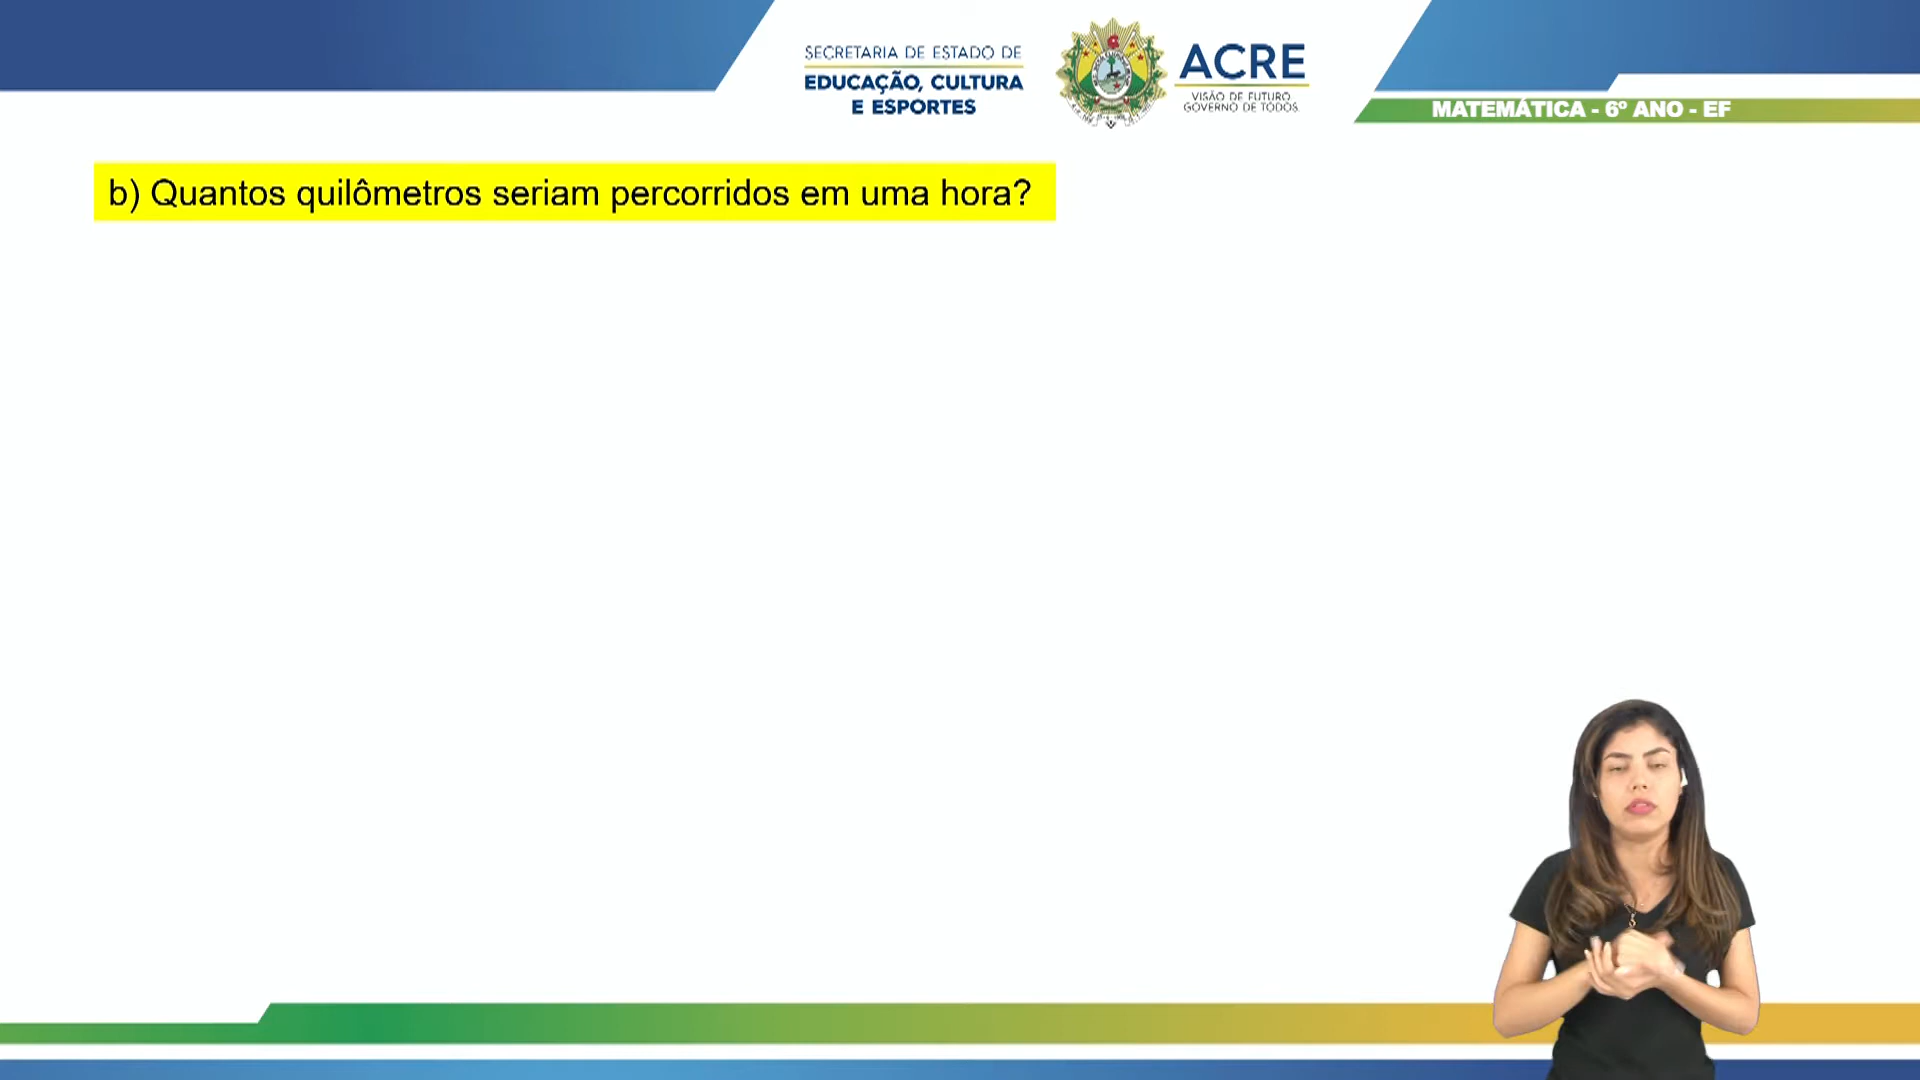 SECRETARIA DE ESTADO DE
EDUCAÇÃO, CULTURA
E ESPORTES
ACRE
VISÃO DE FUTURO
GOVERNO DE TODOS
MATEMÁTICA - 6º ANO - EF
b) Quantos quilômetros seriam percorridos em uma hora?